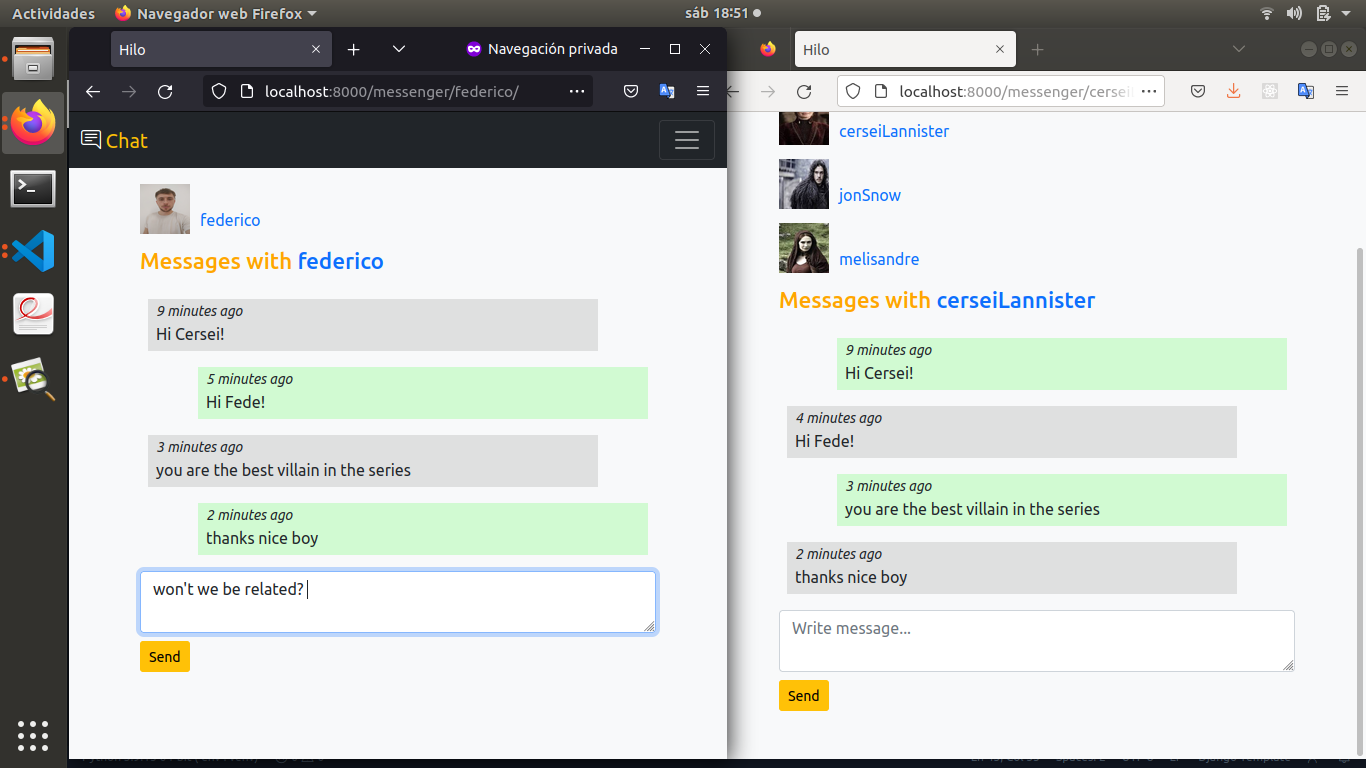 Actividades
Navegador web Firefox
sáb 18:51
Hilo
Navegación privada
localhost:8000/messenger/federico/
Chat
federico
Messages with federico
9 minutes ago
Hi Cersei!
5 minutes ago
Hi Fede!
3 minutes ago
you are the best villain in the series
2 minutes ago
thanks nice boy
won't we be related?
Send
Hilo
localhost:8000/messenger/cersei
cerseiLannister
jonSnow
melisandre
Messages with cerseiLannister
9 minutes ago
Hi Cersei!
4 minutes ago
Hi Fede!
3 minutes ago
you are the best villain in the series
2 minutes ago
thanks nice boy
Write message...
Send